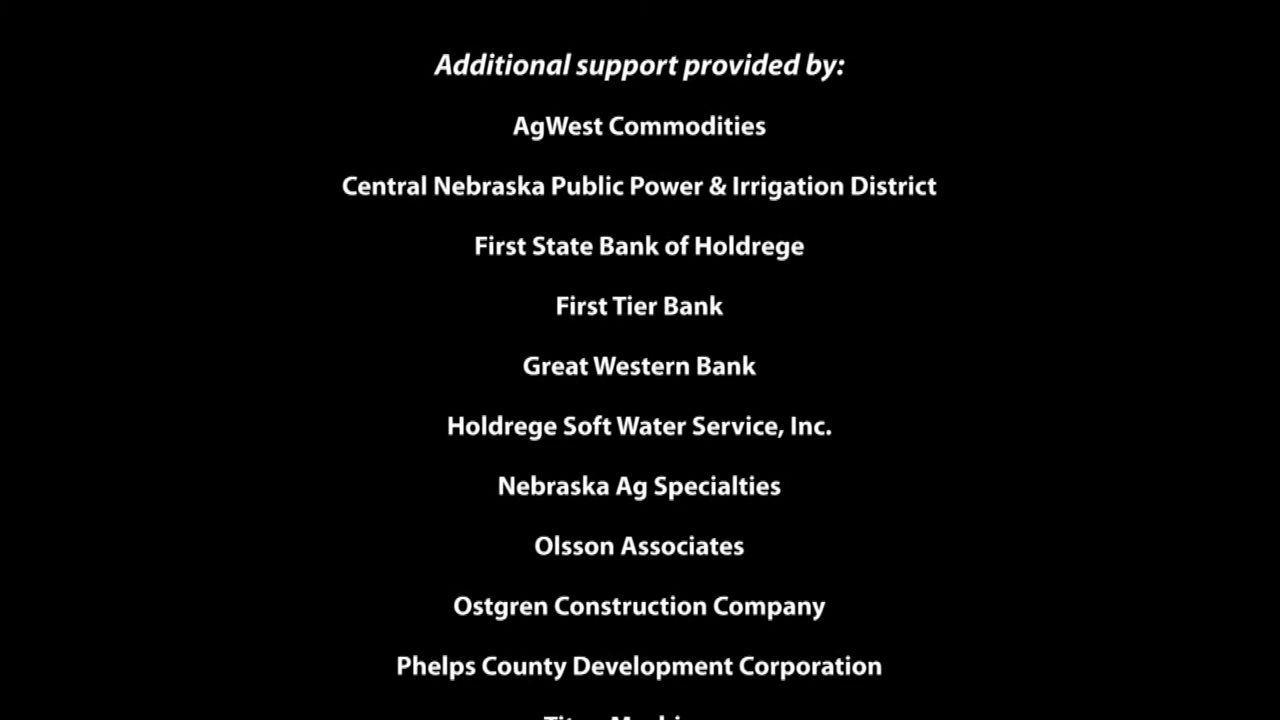 Additional support provided by:
AgWest Commodities
Central Nebraska Public Power & Irrigation District
First State Bank of Holdrege
First Tier Bank
Great Western Bank
Holdrege Soft Water Service, Inc.
Nebraska Ag Specialties
Olsson Associates
Ostgren Construction Company
Phelps County Development Corporation